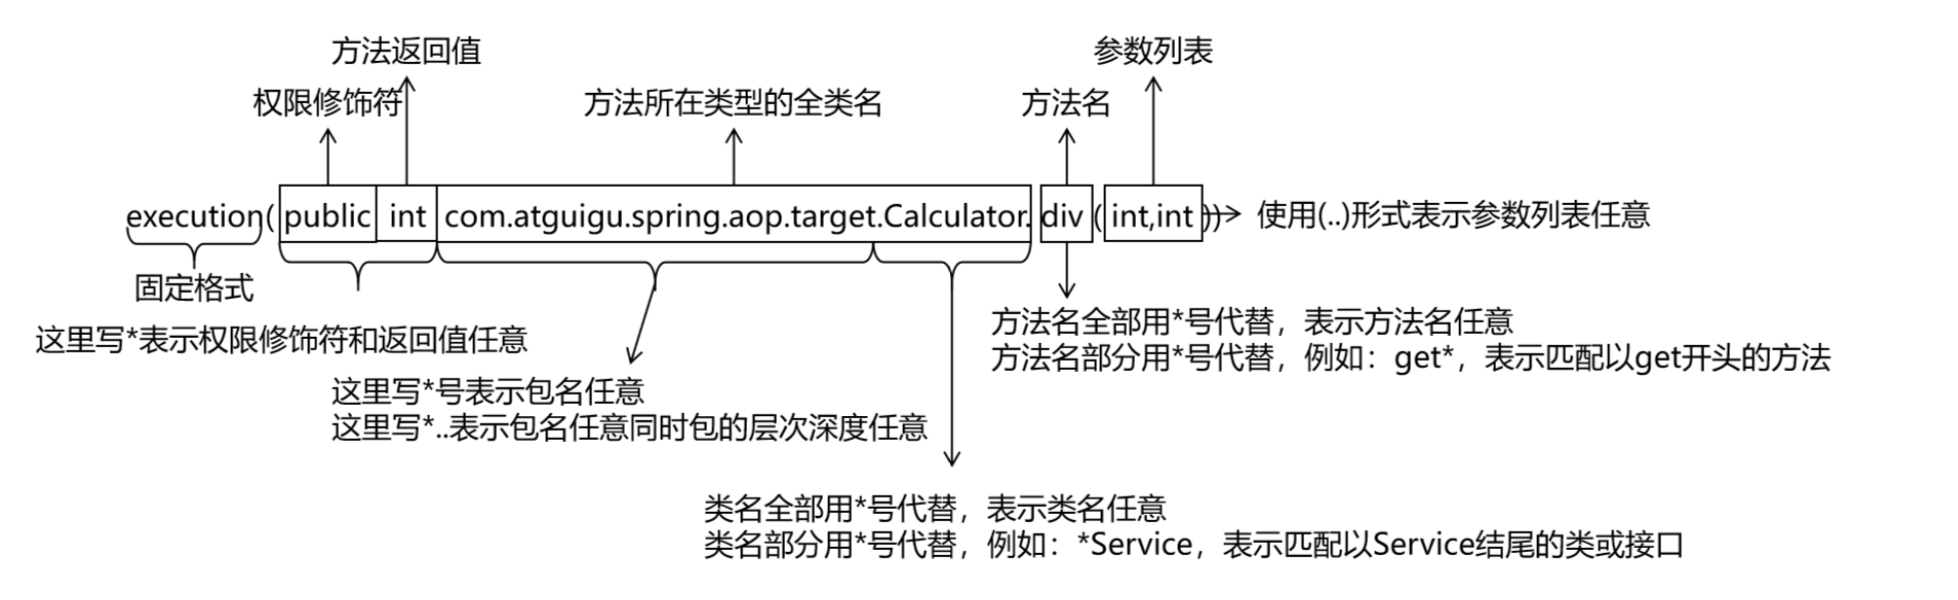 方法返回值
参数列表
权限修饰符
方法所在类型的全类名
方法名
execution(public int com.atguigu.spring.aop.target.Calculator.div(int,int))
使用(..)形式表示参数列表任意
固定格式
这里写*表示权限修饰符和返回值任意
方法名全部用*号代替，表示方法名任意
方法名部分用*号代替，例如：get*，表示匹配以get开头的方法
这里写*号表示包名任意
这里写*..表示包名任意同时包的层次深度任意
类名全部用*号代替，表示类名任意
类名部分用*号代替，例如：*Service，表示匹配以Service结尾的类或接口